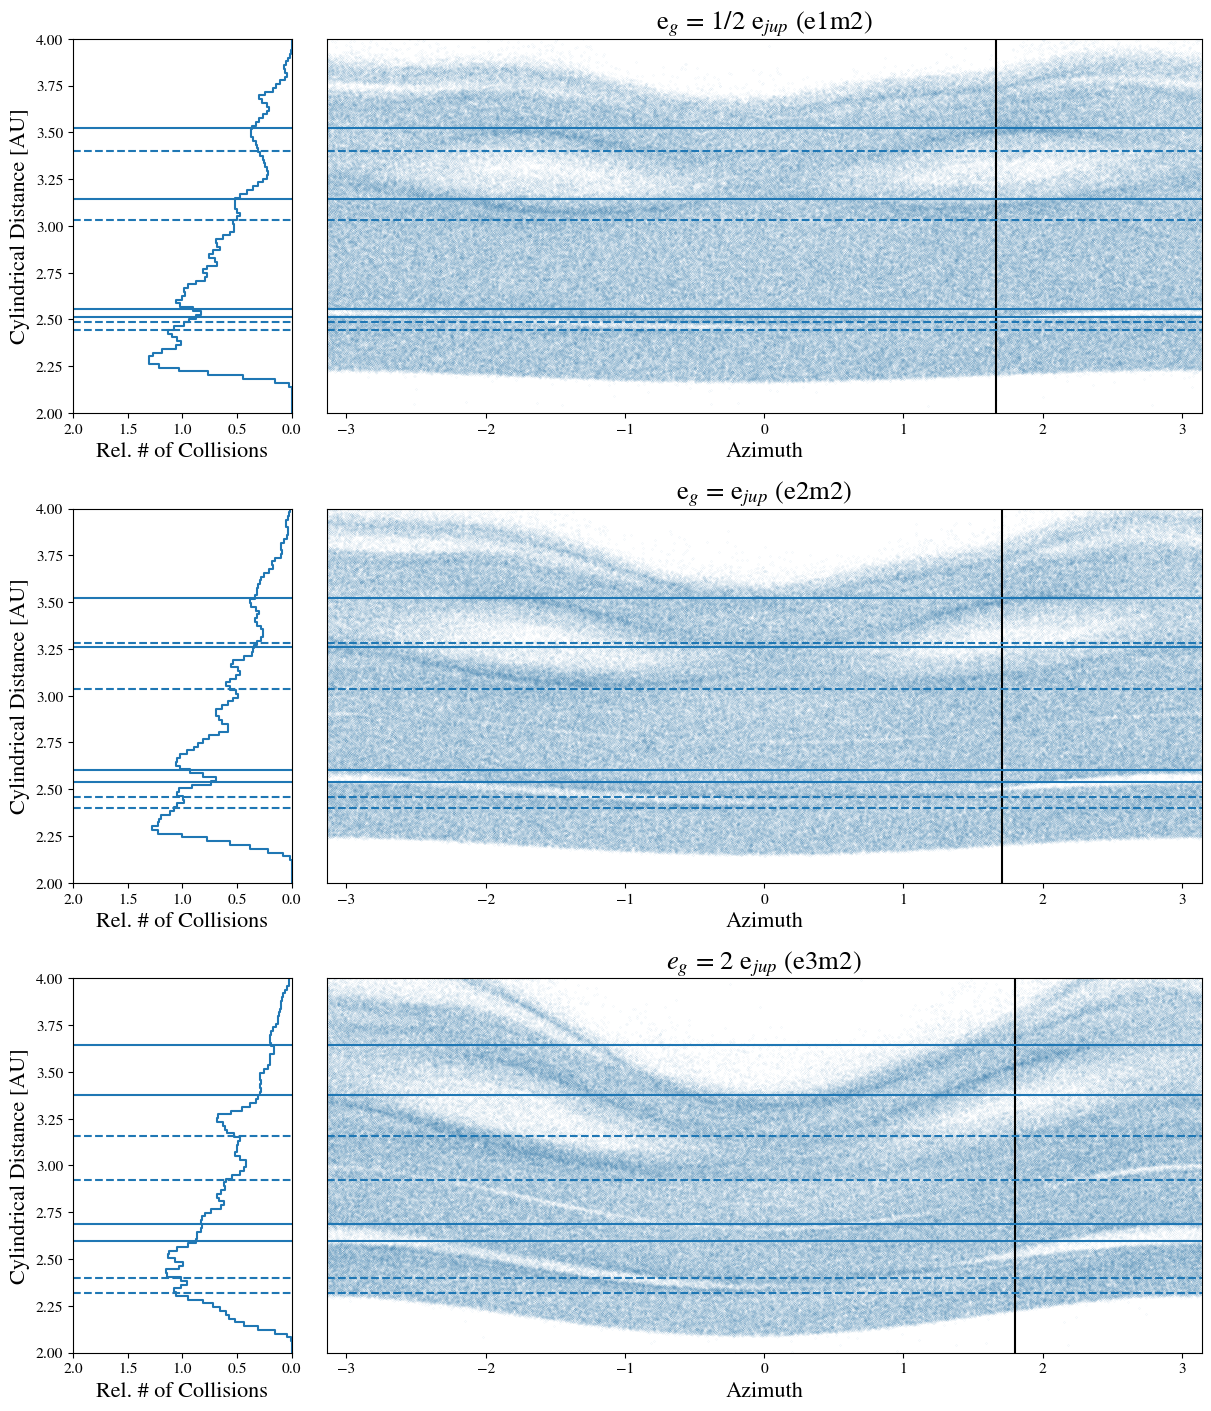 e_g = 1/2 e_jup (e1m2)
4.00
3.75
3.50
3.25
3.00
2.75
2.50
2.25
2.00
Cylindrical Distance [AU]
2.0 1.5 1.0 0.5 0.0
Rel. # of Collisions
−3 −2 −1 0 1 2 3
Azimuth
e_g = e_jup (e2m2)
4.00
3.75
3.50
3.25
3.00
2.75
2.50
2.25
2.00
Cylindrical Distance [AU]
2.0 1.5 1.0 0.5 0.0
Rel. # of Collisions
−3 −2 −1 0 1 2 3
Azimuth
e_g = 2 e_jup (e3m2)
4.00
3.75
3.50
3.25
3.00
2.75
2.50
2.25
2.00
Cylindrical Distance [AU]
2.0 1.5 1.0 0.5 0.0
Rel. # of Collisions
−3 −2 −1 0 1 2 3
Azimuth